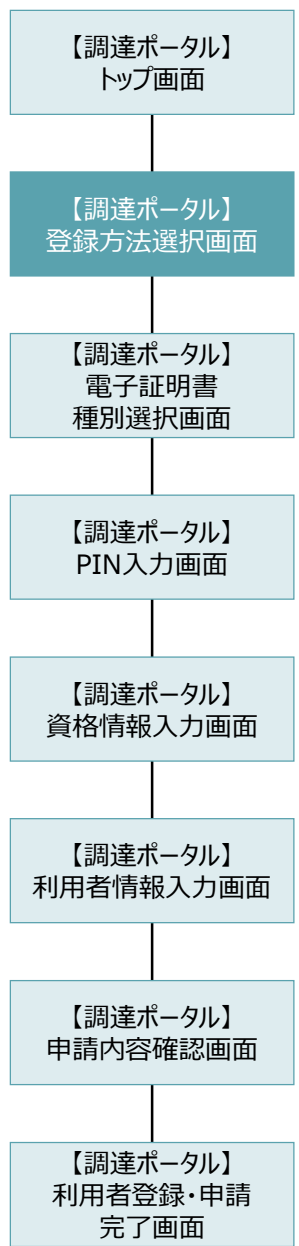 【調達ポータル】
トップ画面
【調達ポータル】
登録方法選択画面
【調達ポータル】
電子証明書
種別選択画面
【調達ポータル】
PIN入力画面
【調達ポータル】
資格情報入力画面
【調達ポータル】
利用者情報入力画面
【調達ポータル】
申請内容確認画面
【調達ポータル】
利用者登録・申請
完了画面